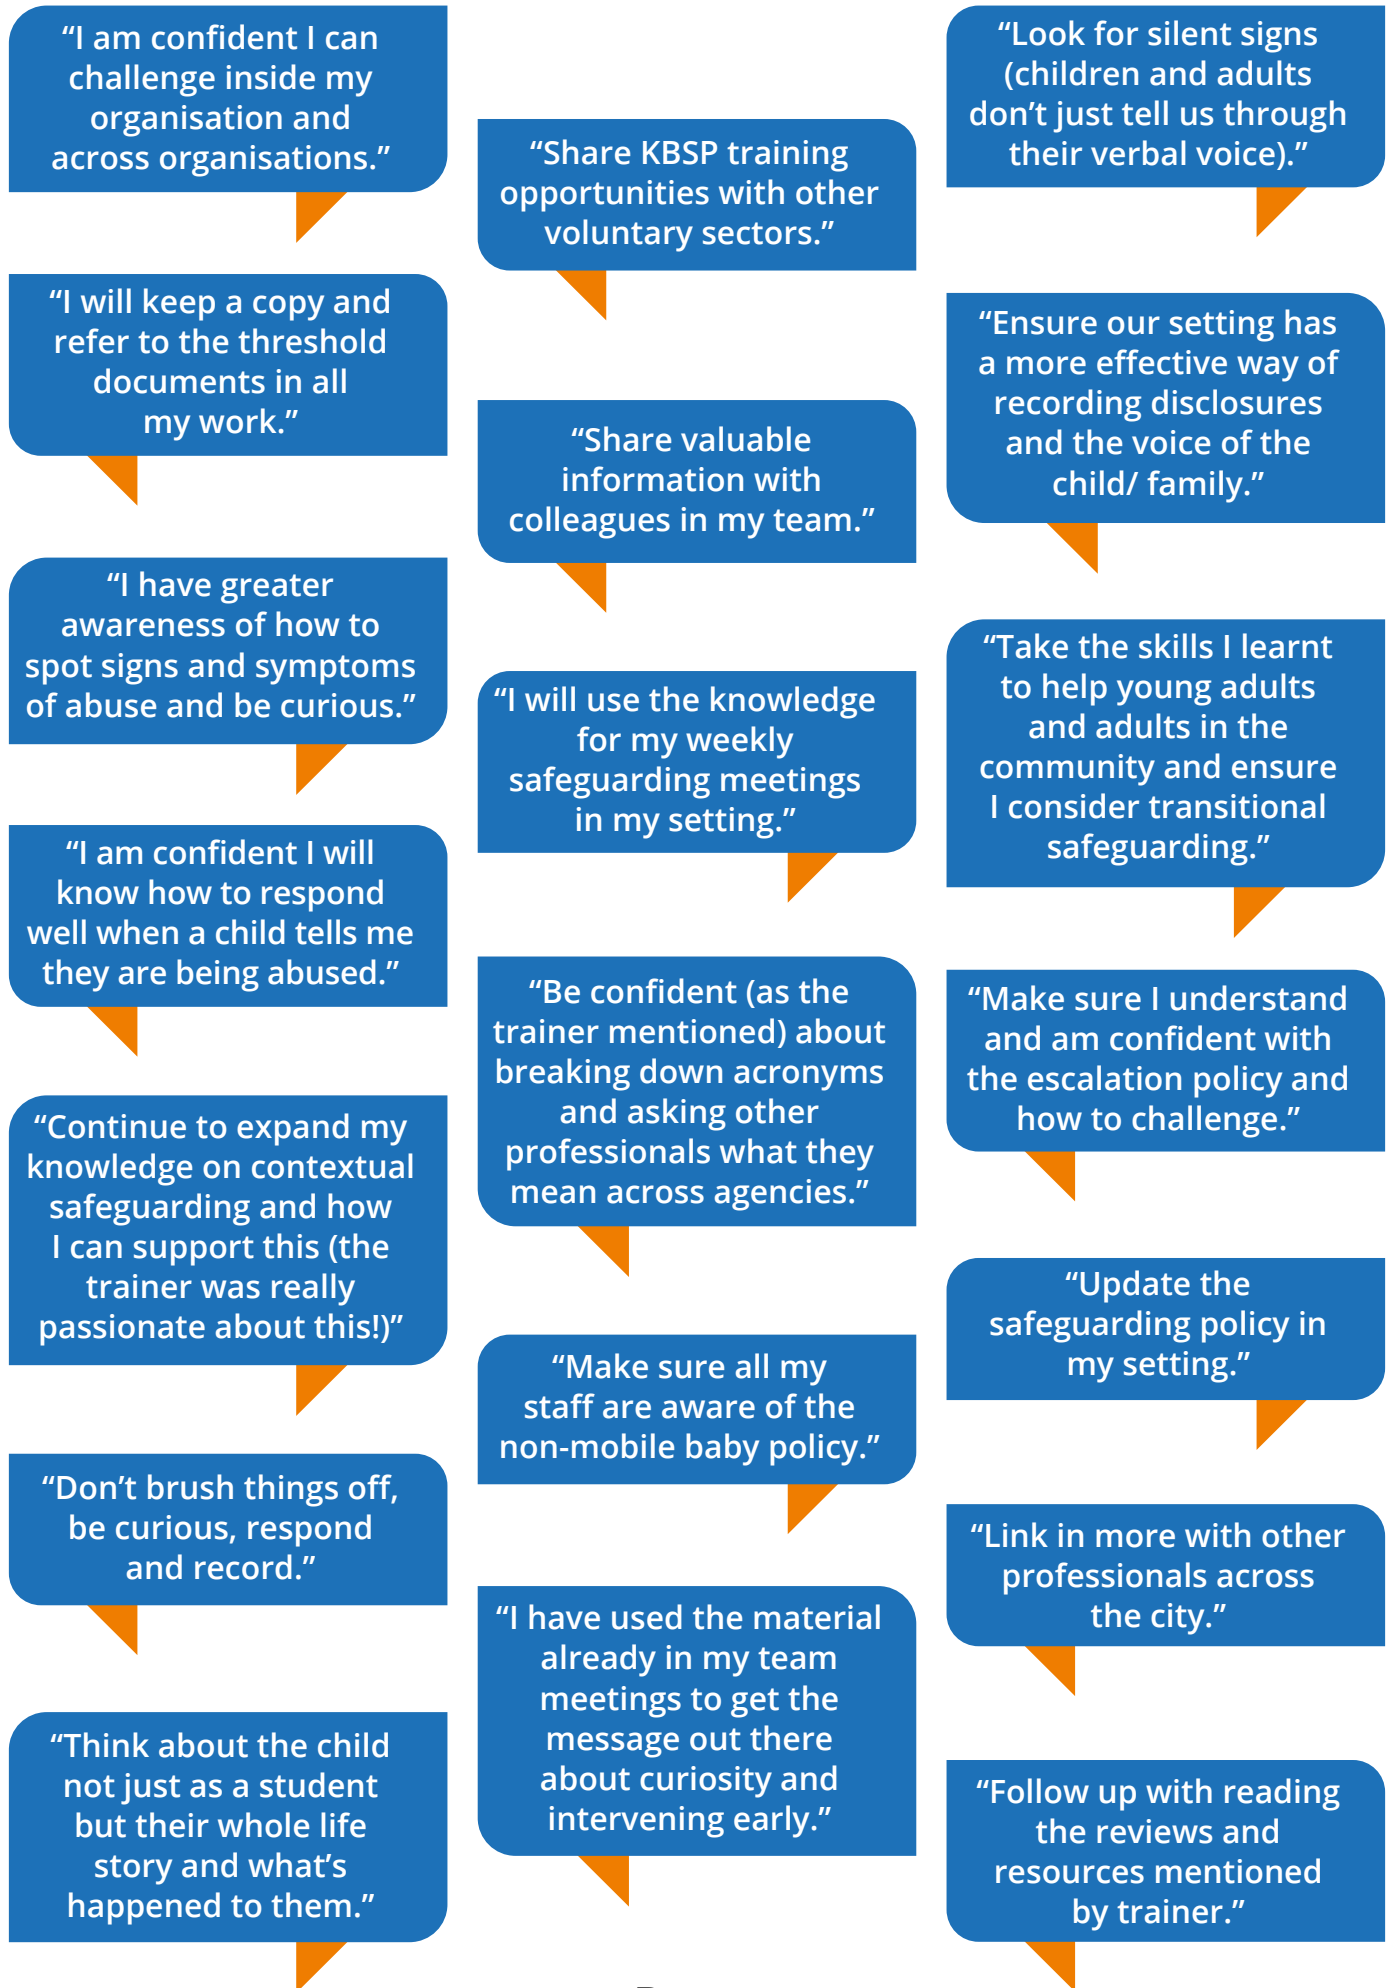 “I am confident I can
challenge inside my
organisation and
across organisations.”
“I will keep a copy and
refer to the threshold
documents in all
my work.”
“I have greater
awareness of how to
spot signs and symptoms
of abuse and be curious.”
“I am confident I will
know how to respond
well when a child tells me
they are being abused.”
“Continue to expand my
knowledge on contextual
safeguarding and how
I can support this (the
trainer was really
passionate about this!)”
“Don’t brush things off,
be curious, respond
and record.”
“Think about the child
not just as a student
but their whole life
story and what’s
happened to them.”
“Share KBSP training
opportunities with other
voluntary sectors.”
“Share valuable
information with
colleagues in my team.”
“I will use the knowledge
for my weekly
safeguarding meetings
in my setting.”
“Be confident (as the
trainer mentioned) about
breaking down acronyms
and asking other
professionals what they
mean across agencies.”
“Make sure all my
staff are aware of the
non-mobile baby policy.”
“I have used the material
already in my team
meetings to get the
message out there
about curiosity and
intervening early.”
“Look for silent signs
(children and adults
don’t just tell us through
their verbal voice).”
“Ensure our setting has
a more effective way of
recording disclosures
and the voice of the
child/ family.”
“Take the skills I learnt
to help young adults
and adults in the
community and ensure
I consider transitional
safeguarding.”
“Make sure I understand
and am confident with
the escalation policy and
how to challenge.”
“Update the
safeguarding policy in
my setting.”
“Link in more with other
professionals across
the city.”
“Follow up with reading
the reviews and
resources mentioned
by trainer.”